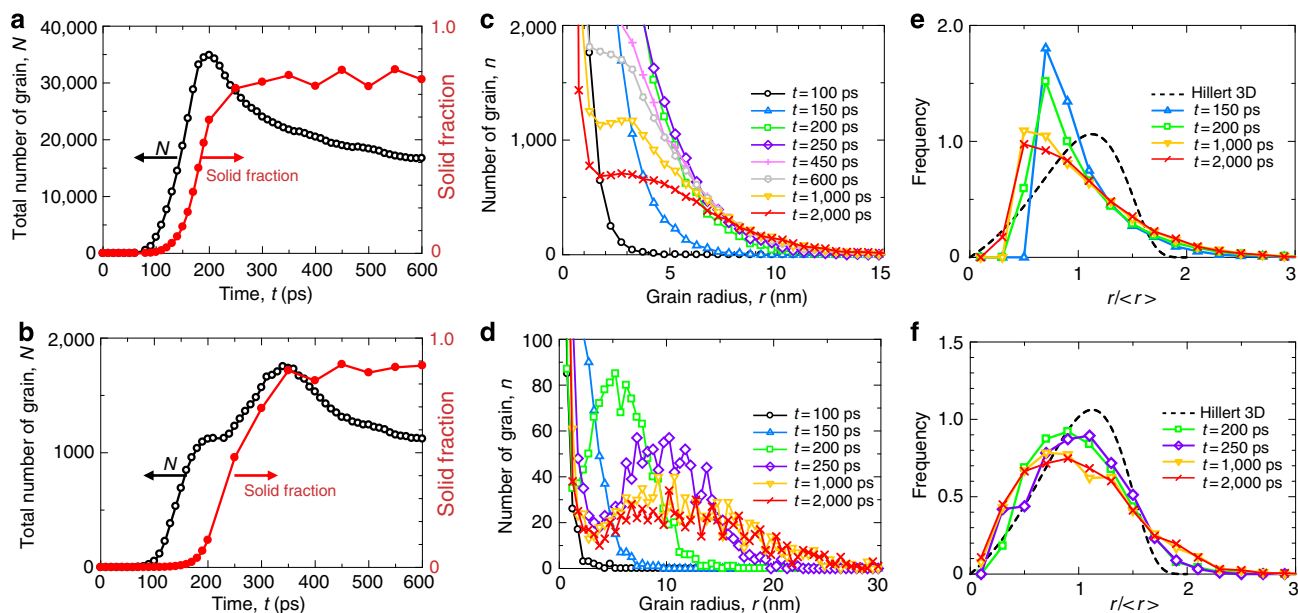 a
Total number of grain, N
40,000
30,000
20,000
10,000
0
1.0
0
Solid fraction
N
Solid fraction
0 100 200 300 400 500 600
Time, t (ps)
b
Total number of grain, N
2,000
1000
0
1.0
0
Solid fraction
N
Solid fraction
0 100 200 300 400 500 600
Time, t (ps)
c
Number of grain, n
2,000
1,000
0
t = 100 ps
t = 150 ps
t = 200 ps
t = 250 ps
t = 450 ps
t = 600 ps
t = 1,000 ps
t = 2,000 ps
0 5 10 15
Grain radius, r (nm)
d
Number of grain, n
100
80
60
40
20
0
t = 100 ps
t = 150 ps
t = 200 ps
t = 250 ps
t = 1,000 ps
t = 2,000 ps
0 10 20 30
Grain radius, r (nm)
e
Frequency
2.0
1.0
0.0
Hillert 3D
t = 150 ps
t = 200 ps
t = 1,000 ps
t = 2,000 ps
0 1 2 3
r/<r>
f
Frequency
1.5
1.0
0.5
0.0
Hillert 3D
t = 200 ps
t = 250 ps
t = 1,000 ps
t = 2,000 ps
0 1 2 3
r/<r>